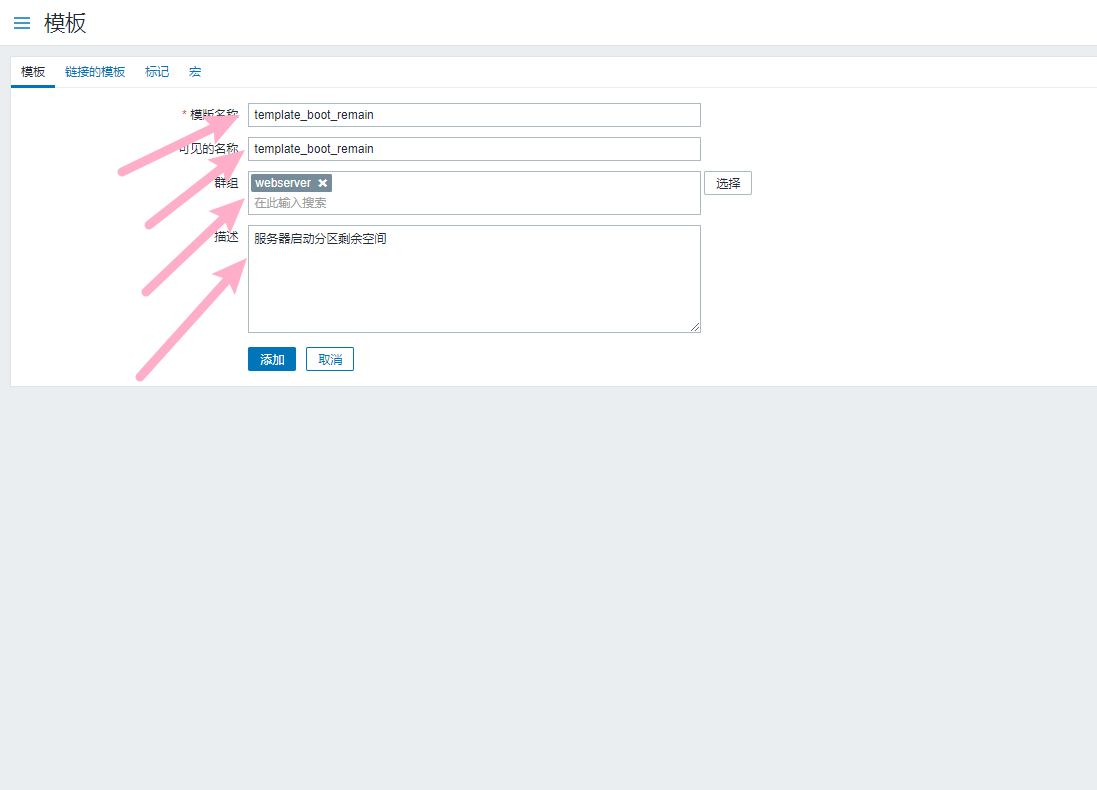 模板
模板 链接的模板 标记 宏
* 模版名称 template_boot_remain
可见的名称 template_boot_remain
群组 webserver
选择
在此输入搜索
描述 服务器启动分区剩余空间
添加 取消